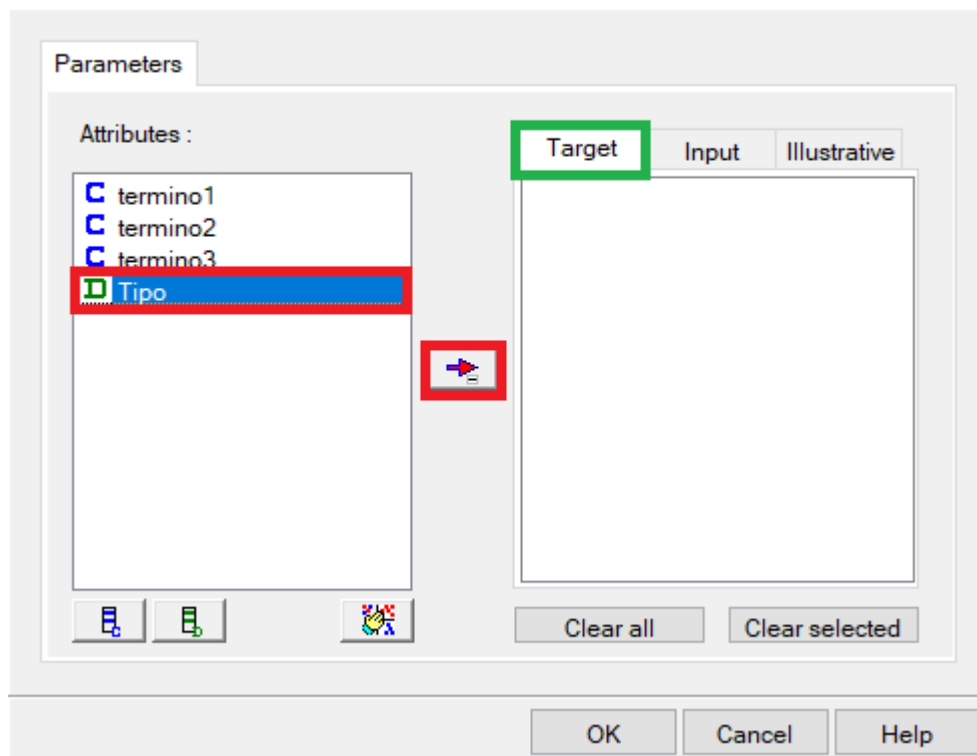 Parameters
Attributes :
Target
Input
Illustrative
C termino1
C termino2
C termino3
D Tipo
C
D
Clear all
Clear selected
OK
Cancel
Help